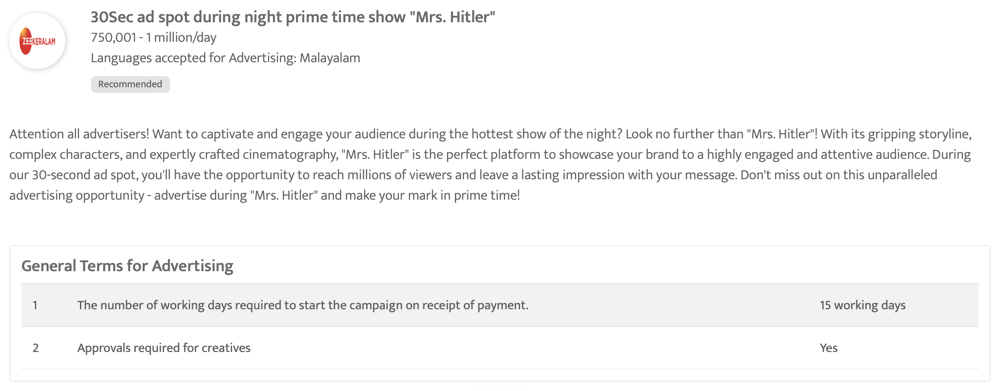 ZEEKERALAM
30Sec ad spot during night prime time show "Mrs. Hitler"
750,001 - 1 million/day
Languages accepted for Advertising: Malayalam
Recommended
Attention all advertisers! Want to captivate and engage your audience during the hottest show of the night? Look no further than "Mrs. Hitler"! With its gripping storyline,
complex characters, and expertly crafted cinematography, "Mrs. Hitler" is the perfect platform to showcase your brand to a highly engaged and attentive audience. During
our 30-second ad spot, you'll have the opportunity to reach millions of viewers and leave a lasting impression with your message. Don't miss out on this unparalleled
advertising opportunity - advertise during "Mrs. Hitler" and make your mark in prime time!
General Terms for Advertising
1 The number of working days required to start the campaign on receipt of payment. 15 working days
2 Approvals required for creatives Yes